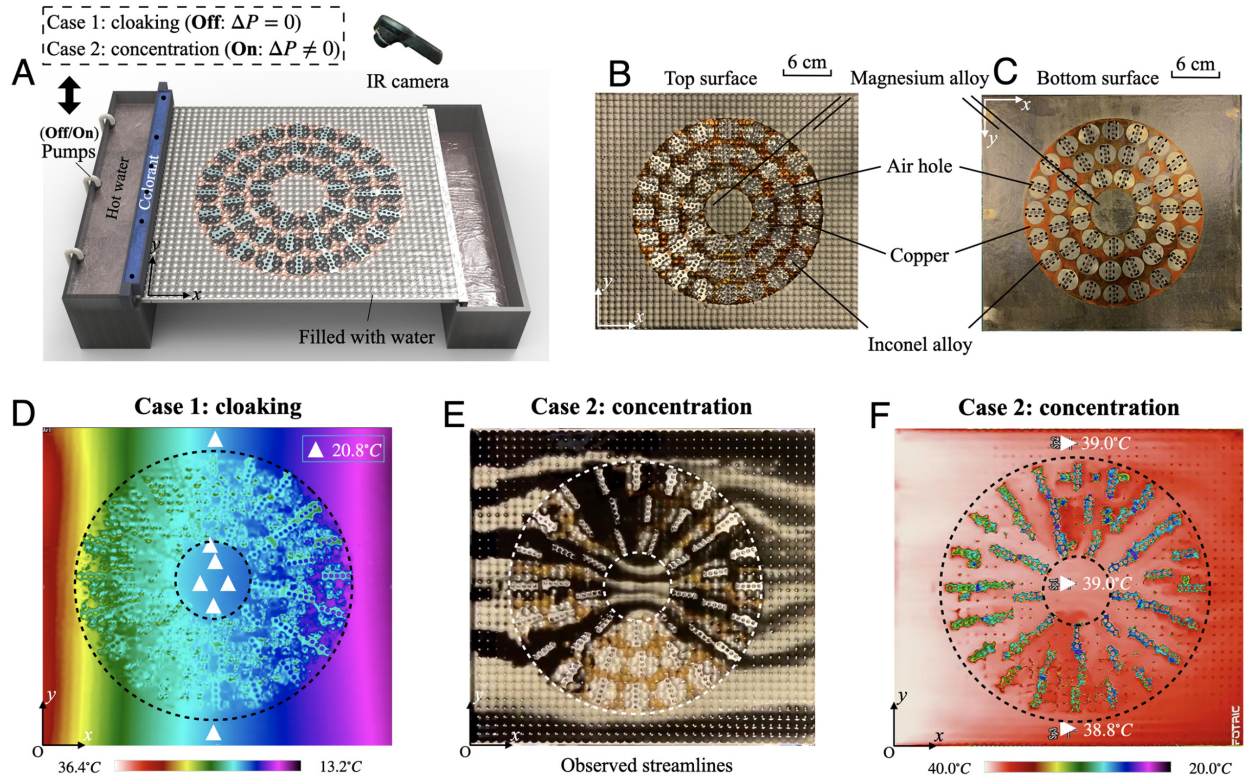 Case 1: cloaking (Off: ΔP = 0)
Case 2: concentration (On: ΔP ≠ 0)
IR camera
A
(Off/On)
Pumps
Hot water
Colorant
y
x
Filled with water
B
Top surface
6 cm
Magnesium alloy
C
Bottom surface
6 cm
x
y
Air hole
Copper
Inconel alloy
y
x
D
Case 1: cloaking
20.8°C
y
O
x
36.4°C
13.2°C
E
Case 2: concentration
y
O
x
Observed streamlines
F
Case 2: concentration
39.0°C
39.0°C
38.8°C
y
O
x
FOTRIC
40.0°C
20.0°C